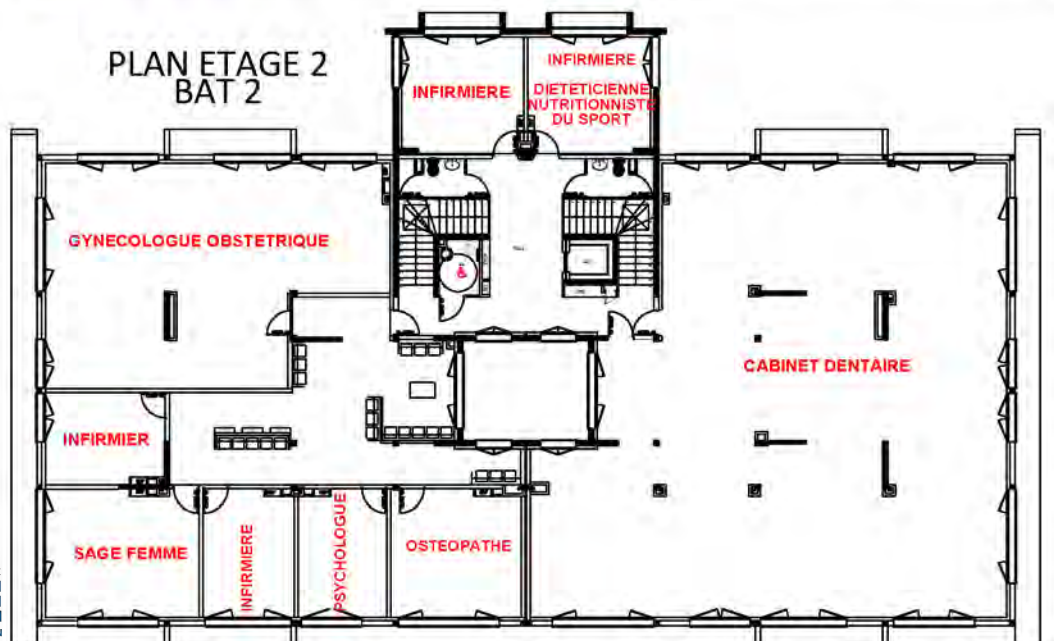 PLAN ETAGE 2
BAT 2
INFIRMIERE
INFIRMIERE
DIETETICIENNE
NUTRITIONNISTE
DU SPORT
GYNECOLOGUE OBSTETRIQUE
CABINET DENTAIRE
INFIRMIER
SAGE FEMME
INFIRMIERE
PSYCHOLOGUE
OSTEOPATHE